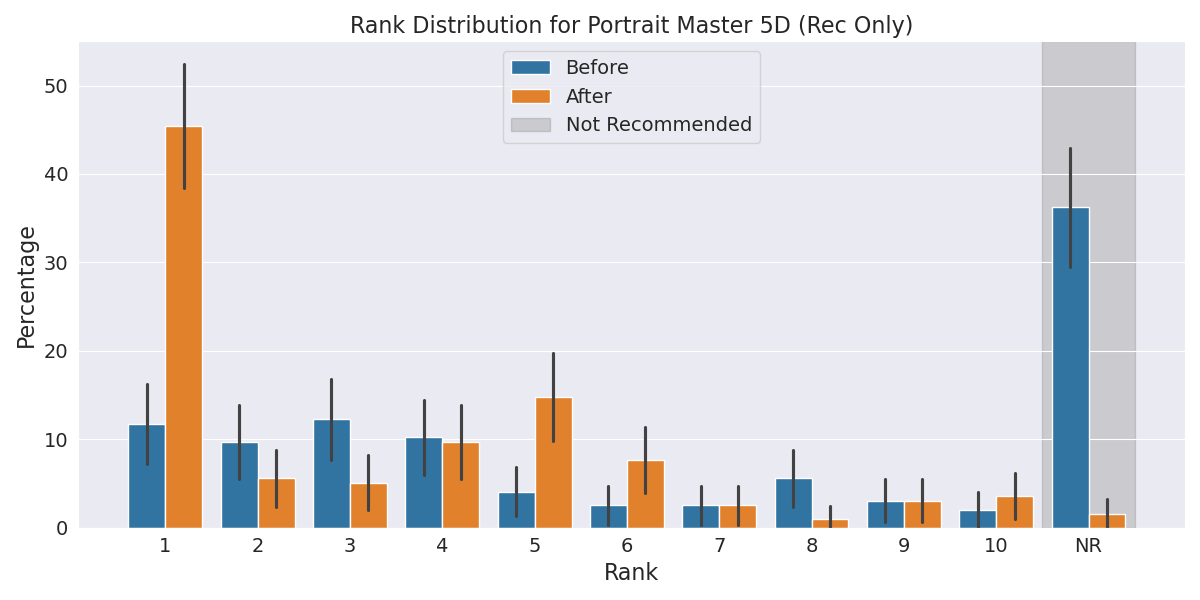 Rank Distribution for Portrait Master 5D (Rec Only)
Before
After
Not Recommended
Percentage
50
40
30
20
10
0
1 2 3 4 5 6 7 8 9 10 NR
Rank